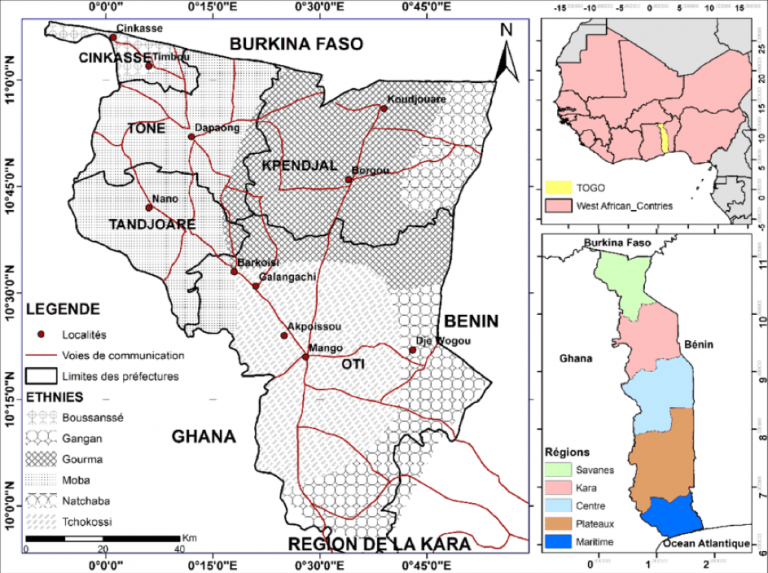 0°0'0"
0°15'0"
0°30'0"
0°45'0"
11°0'0"N
10°45'0"N
10°30'0"N
10°15'0"N
10°0'0"N
Cinkasse
BURKINA FASO
CINKASSE
Timbou
Koudjouare
TONE
Dapaong
KPENDJAL
Borgou
Nano
TANDJOARE
Barkoisi
Galangachi
BENIN
Akpoissou
Mango
Dje Wogou
OTI
GHANA
REGION DE LA KARA
LEGENDE
Localités
Voies de communication
Limites des préfectures
ETHNIES
Boussanssé
Gangan
Gourma
Moba
Natchaba
Tchokossi
0 10 20 40 Km
0°0'0"
0°15'0"
0°30'0"
0°45'0"
N
-15
-10
-5
0
5
10
15
25
20
15
10
5
0
-5
TOGO
West African_Contries
Burkina Faso
Ghana
Bénin
11
10
9
8
7
6
Régions
Savanes
Kara
Centre
Plateaux
Maritime
Ocean Atlantique
0
1
2